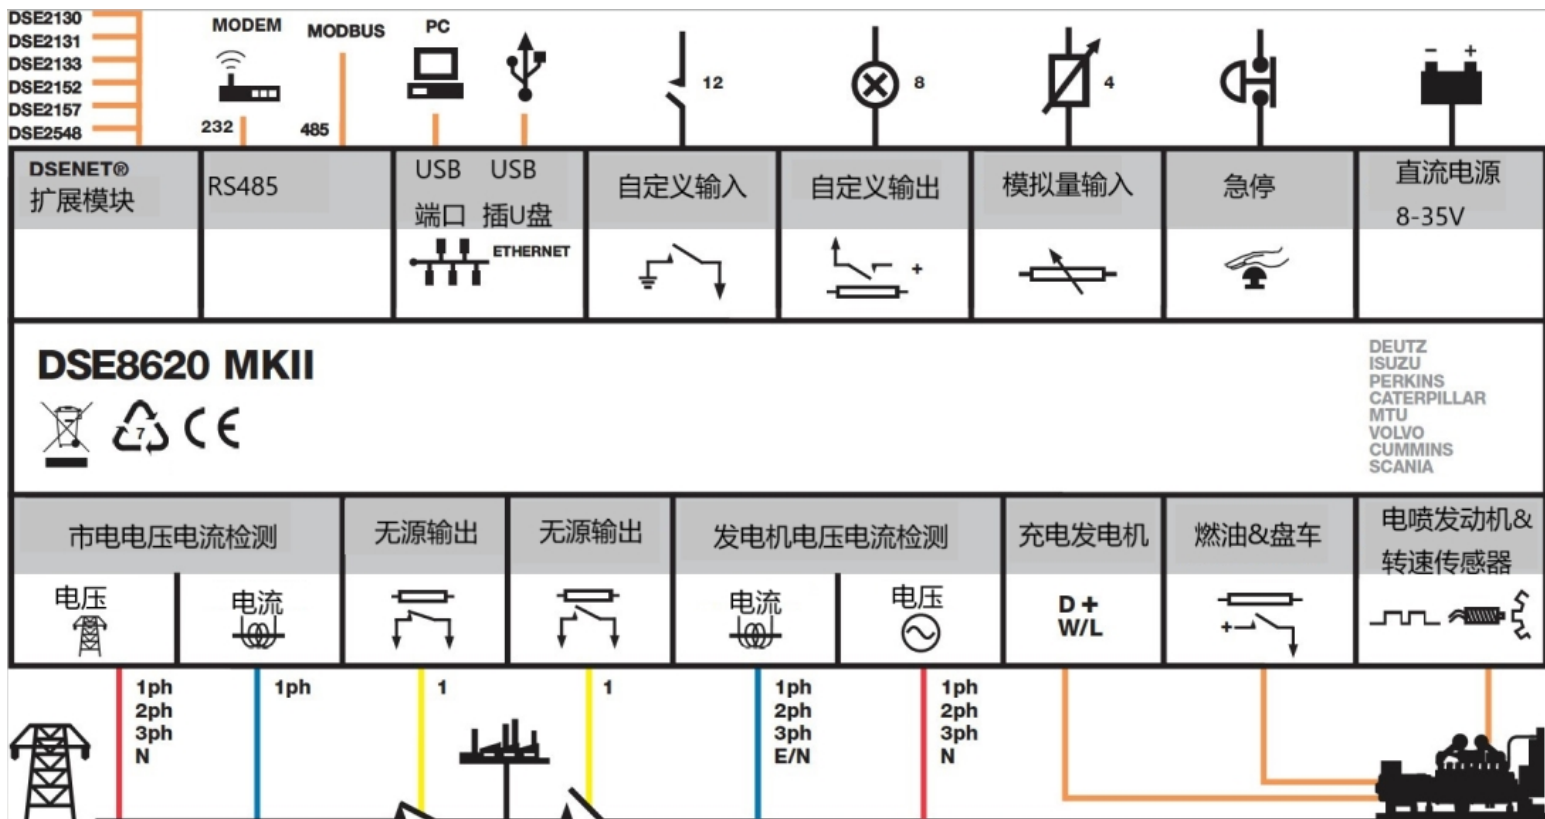 DSE2130
DSE2131
DSE2133
DSE2152
DSE2157
DSE2548
MODEM
232
MODBUS
485
PC
12
8
4
- +
DSENET®
扩展模块
RS485
USB USB
端口 插U盘
ETHERNET
自定义输入
自定义输出
+
模拟量输入
急停
直流电源
8-35V
DSE8620 MKII
7
CE
DEUTZ
ISUZU
PERKINS
CATERPILLAR
MTU
VOLVO
CUMMINS
SCANIA
市电电压电流检测
电压
电流
无源输出
无源输出
发电机电压电流检测
电流
电压
充电发电机
D+
W/L
燃油&盘车
+
电喷发动机&
转速传感器
1ph
2ph
3ph
N
1ph
1
1
1ph
2ph
3ph
E/N
1ph
2ph
3ph
N